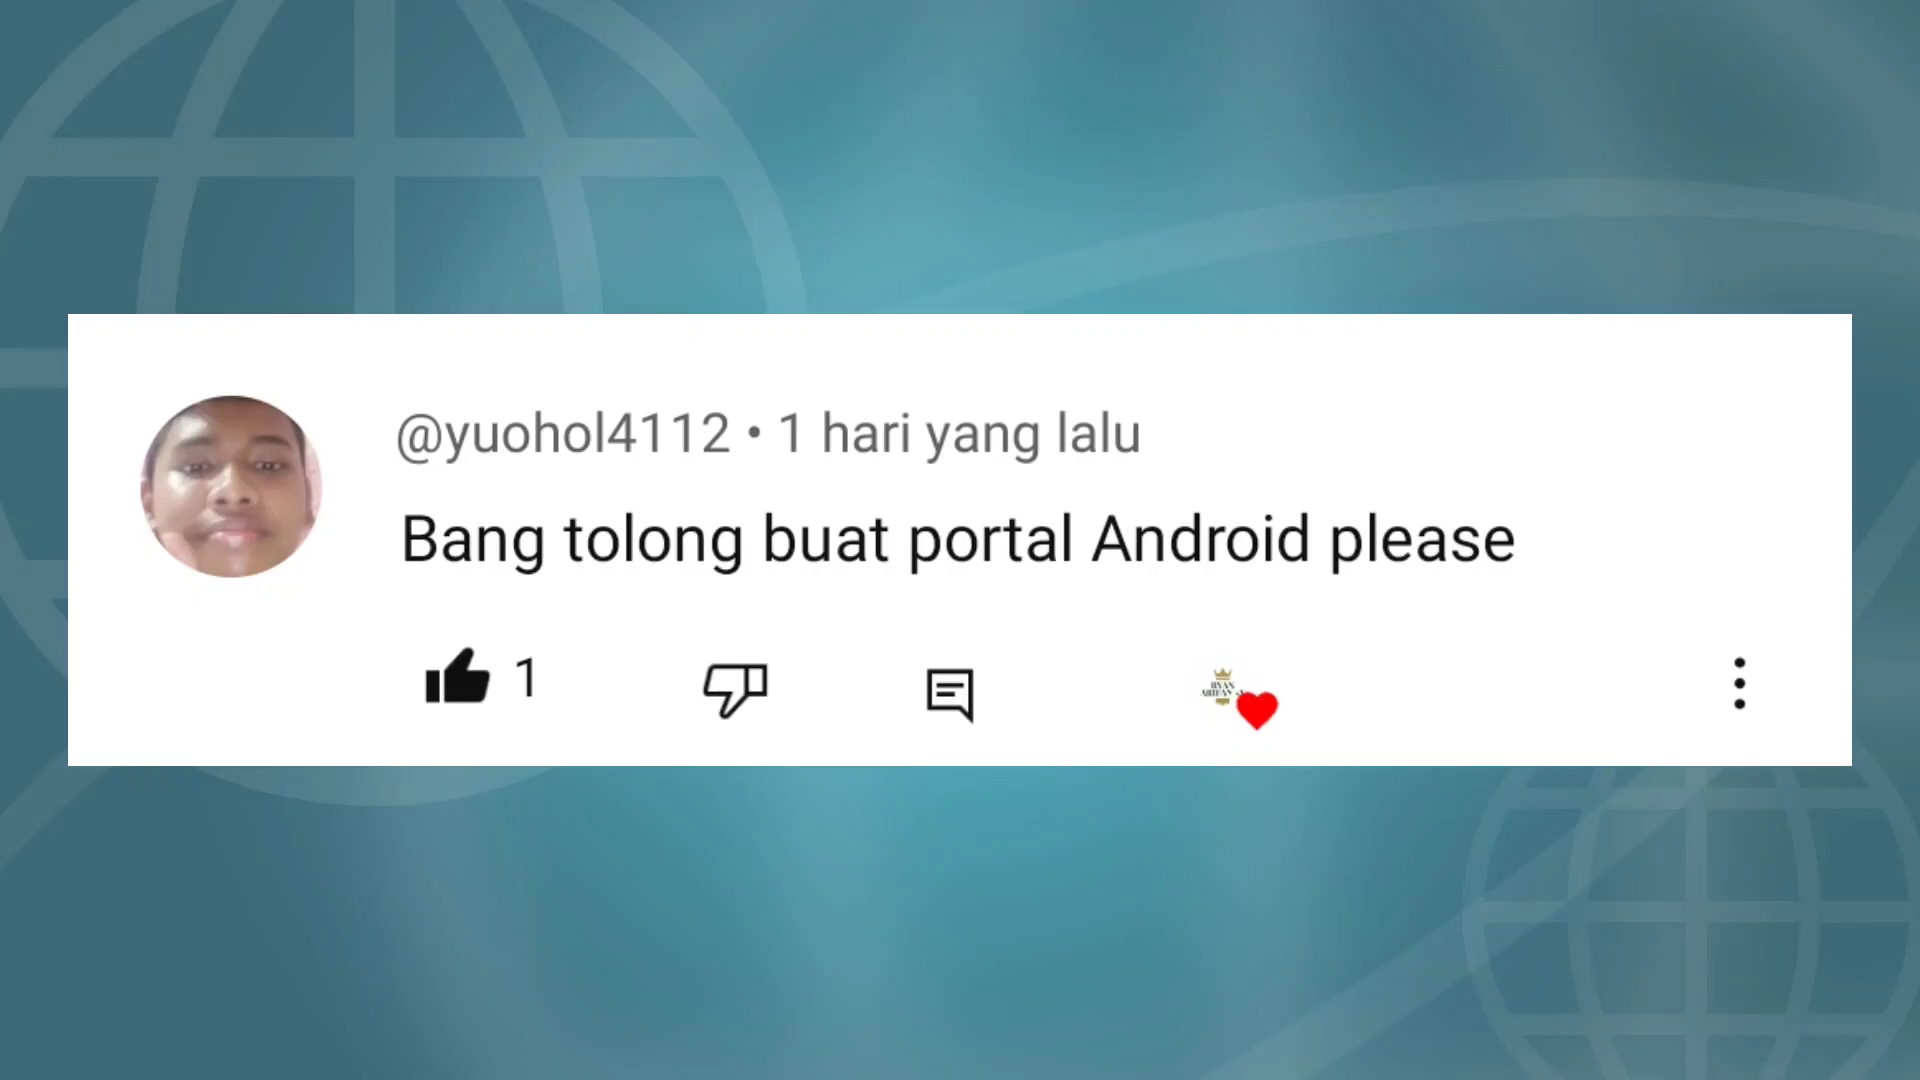 @yuohol4112 • 1 hari yang lalu
Bang tolong buat portal Android please
1